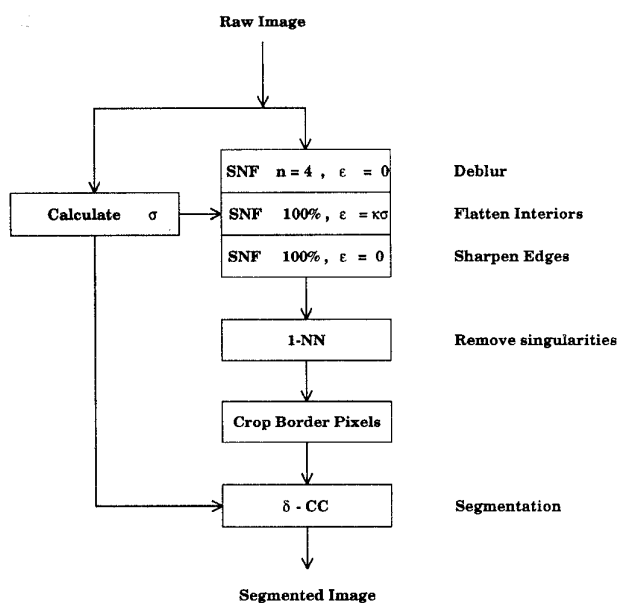 Raw Image
SNF n = 4 , ε = 0 Deblur
Calculate σ SNF 100% , ε = κσ Flatten Interiors
SNF 100% , ε = 0 Sharpen Edges
1-NN Remove singularities
Crop Border Pixels
δ - CC Segmentation
Segmented Image